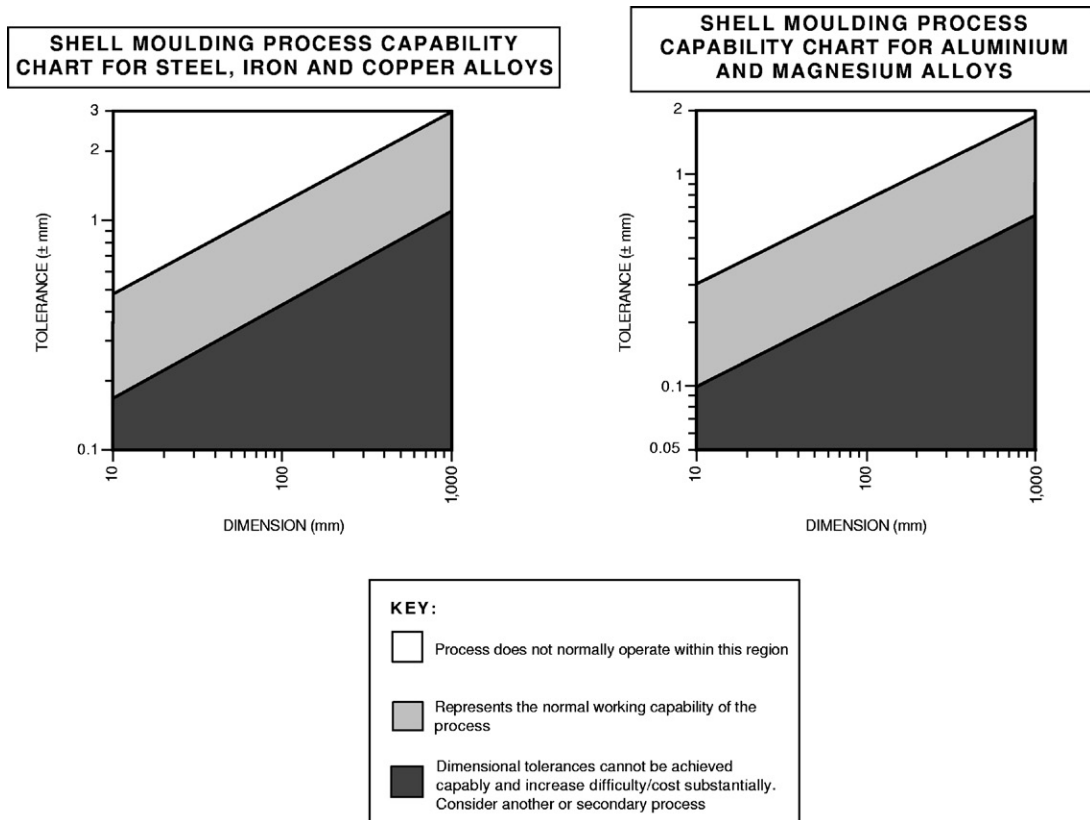 SHELL MOULDING PROCESS CAPABILITY
CHART FOR STEEL, IRON AND COPPER ALLOYS
3
2
1
0.1
TOLERANCE (± mm)
10
100
1,000
DIMENSION (mm)
SHELL MOULDING PROCESS
CAPABILITY CHART FOR ALUMINIUM
AND MAGNESIUM ALLOYS
2
1
0.1
0.05
TOLERANCE (± mm)
10
100
1,000
DIMENSION (mm)
KEY:
Process does not normally operate within this region
Represents the normal working capability of the
process
Dimensional tolerances cannot be achieved
capably and increase difficulty/cost substantially.
Consider another or secondary process